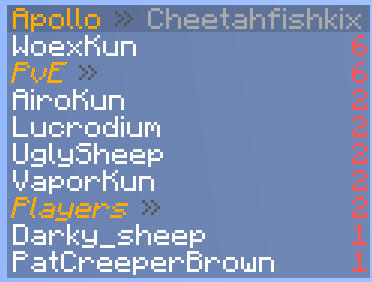 Apollo » Cheetahfishkix
WoexKun 6
PvE » 6
AiroKun 2
Lucrodium 2
UglySheep 2
VaporKun 2
Players » 2
Darky_sheep 1
PatCreeperBrown 1